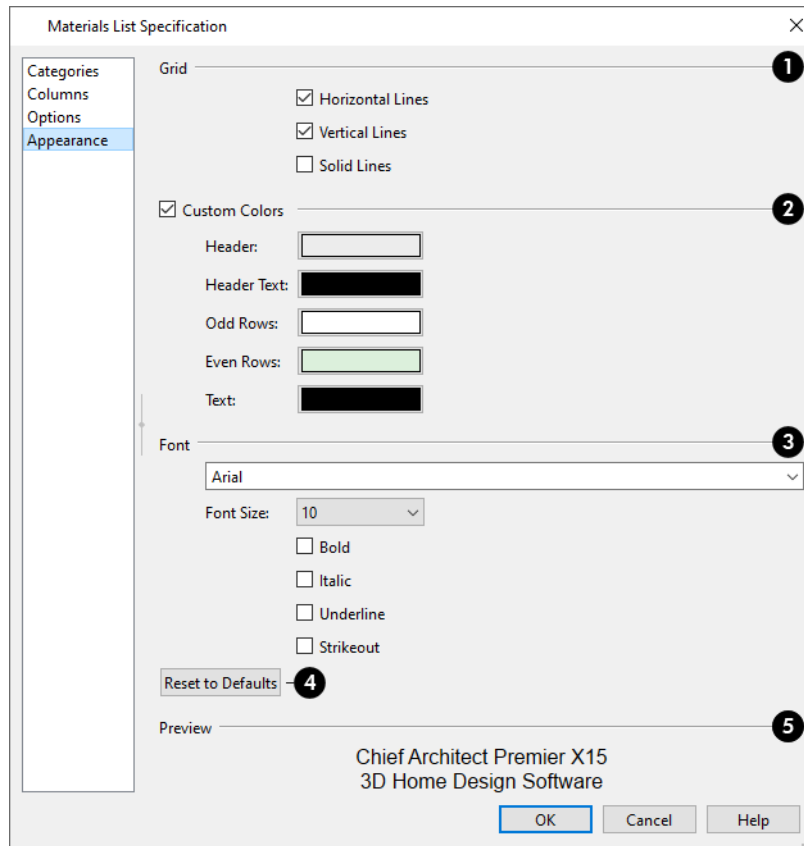 Materials List Specification
Categories
Columns
Options
Appearance
Grid 1
Horizontal Lines
Vertical Lines
Solid Lines
Custom Colors 2
Header:
Header Text:
Odd Rows:
Even Rows:
Text:
Font 3
Arial
Font Size: 10
Bold
Italic
Underline
Strikeout
Reset to Defaults 4
Preview 5
Chief Architect Premier X15
3D Home Design Software
OK Cancel Help